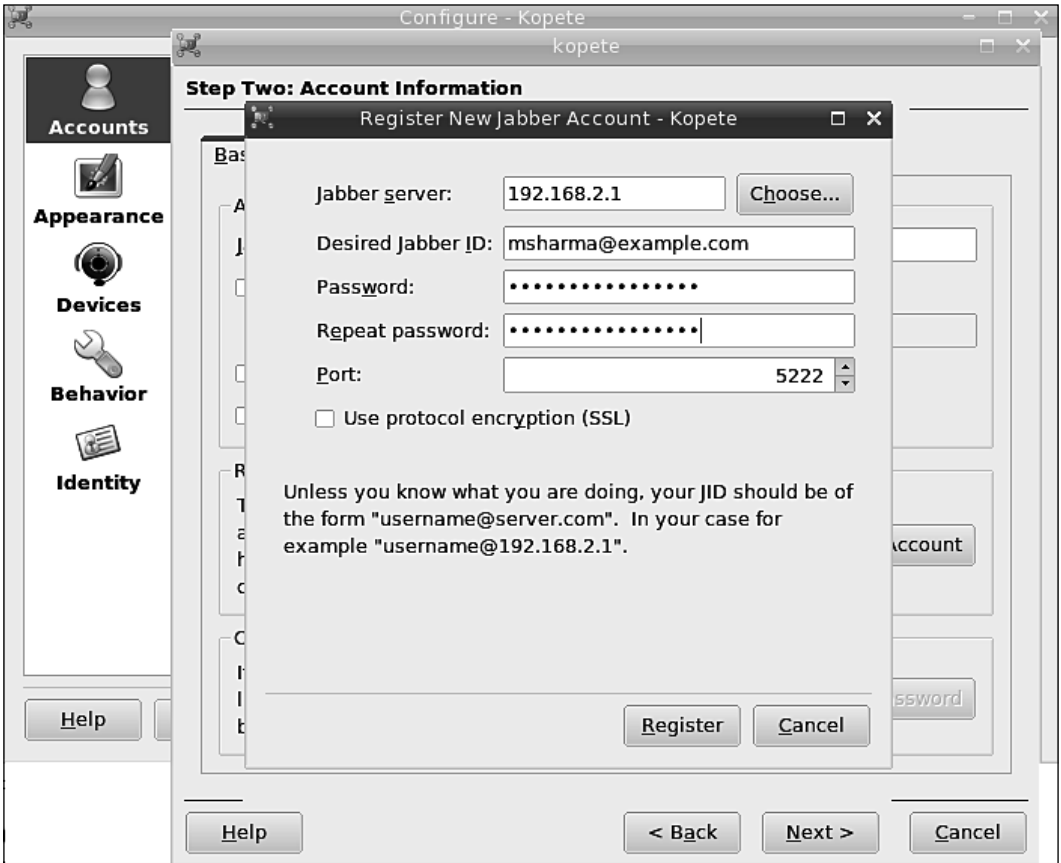 Configure - Kopete
kopete
Accounts
Appearance
Devices
Behavior
Identity
Help
Step Two: Account Information
Register New Jabber Account - Kopete
Jabber server:
192.168.2.1
Choose...
Desired Jabber ID:
msharma@example.com
Password:
••••••••••••••••
Repeat password:
••••••••••••••••
Port:
5222
Use protocol encryption (SSL)
Unless you know what you are doing, your JID should be of
the form "username@server.com". In your case for
example "username@192.168.2.1".
Register
Cancel
Help
< Back
Next >
Cancel